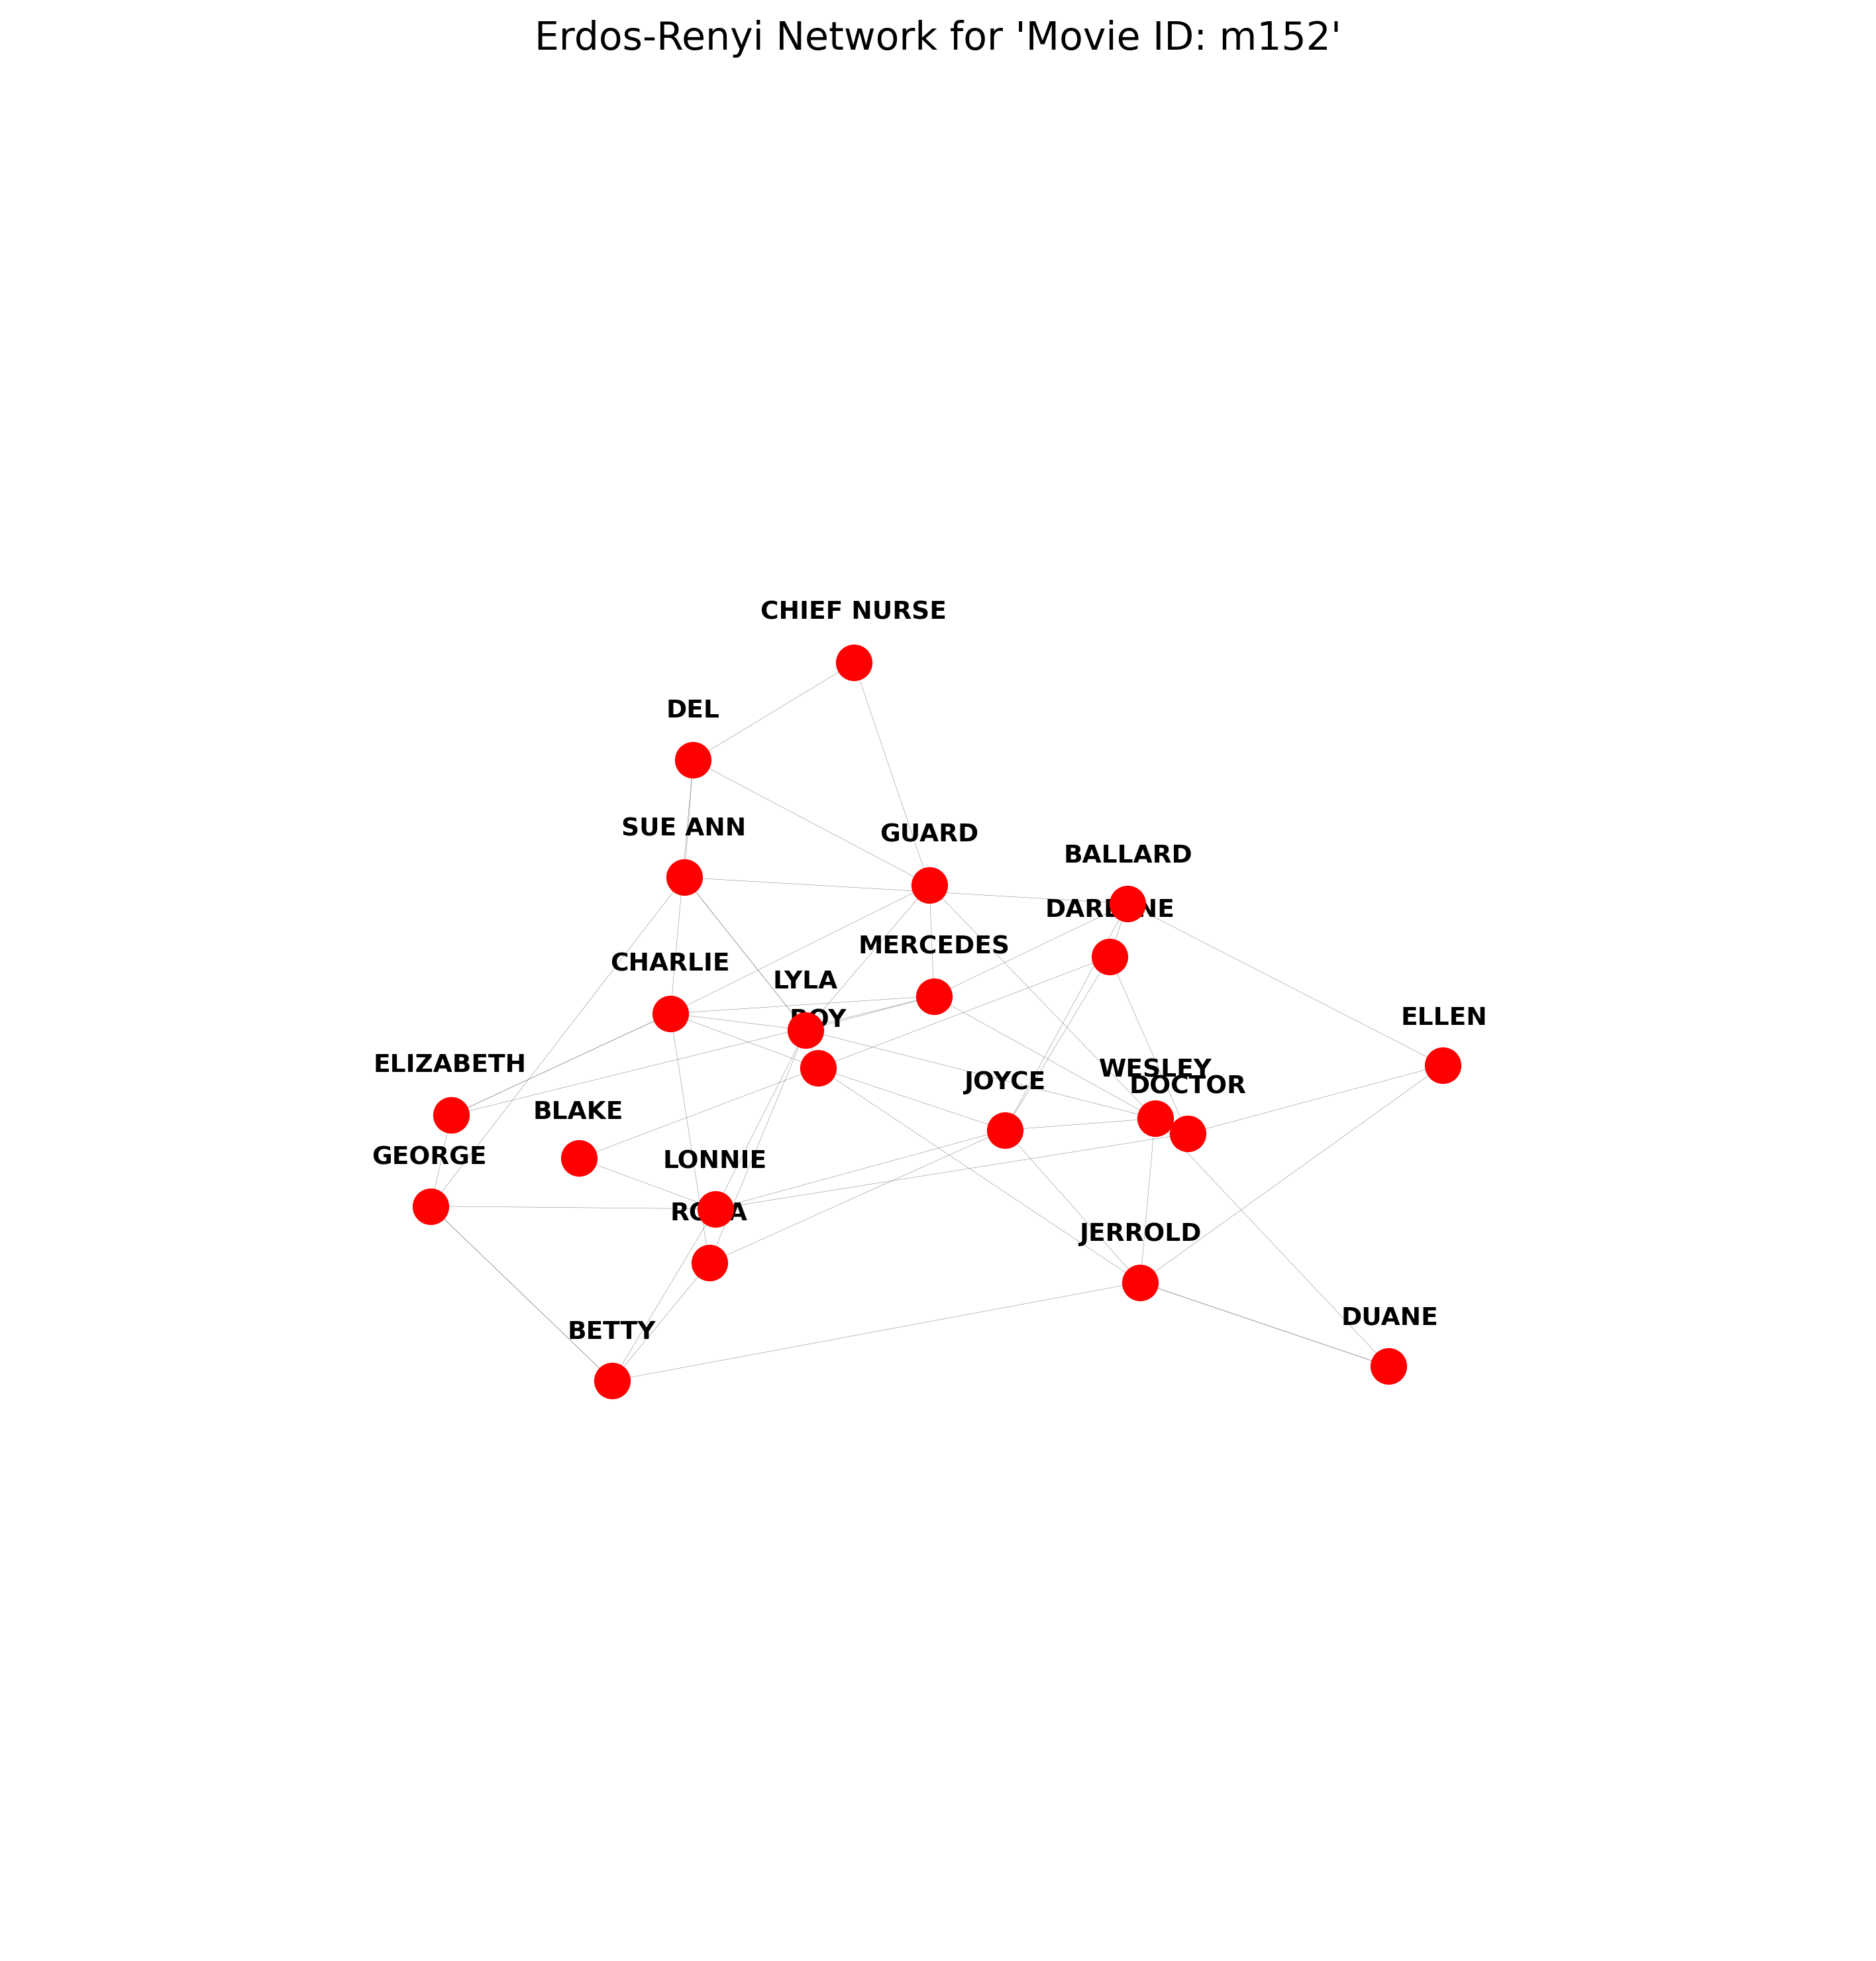 Erdos-Renyi Network for 'Movie ID: m152'
CHIEF NURSE
DEL
SUE ANN
GUARD
BALLARD
MERCEDES
CHARLIE
LYLA
ELLEN
ELIZABETH
WESLEY
JOYCE
DOCTOR
BLAKE
GEORGE
LONNIE
JERROLD
DUANE
BETTY